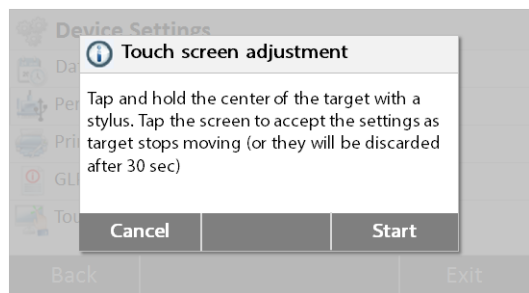 Device Settings
Touch screen adjustment
Tap and hold the center of the target with a
stylus. Tap the screen to accept the settings as
target stops moving (or they will be discarded
after 30 sec)
Cancel
Start
Back
Exit